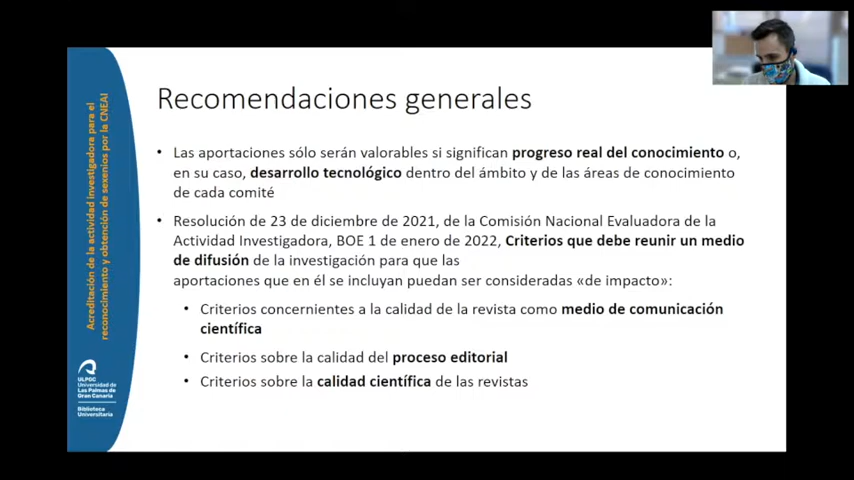 Recomendaciones generales
• Las aportaciones sólo serán valorables si significan progreso real del conocimiento o,
en su caso, desarrollo tecnológico dentro del ámbito y de las áreas de conocimiento
de cada comité
• Resolución de 23 de diciembre de 2021, de la Comisión Nacional Evaluadora de la
Actividad Investigadora, BOE 1 de enero de 2022, Criterios que debe reunir un medio
de difusión de la investigación para que las
aportaciones que en él se incluyan puedan ser consideradas «de impacto»:
• Criterios concernientes a la calidad de la revista como medio de comunicación
científica
• Criterios sobre la calidad del proceso editorial
• Criterios sobre la calidad científica de las revistas
Acreditación de la actividad investigadora para el
reconocimiento y obtención de sexenios por la CNEAI
ULPGC
Universidad de
Las Palmas de
Gran Canaria
Biblioteca
Universitaria